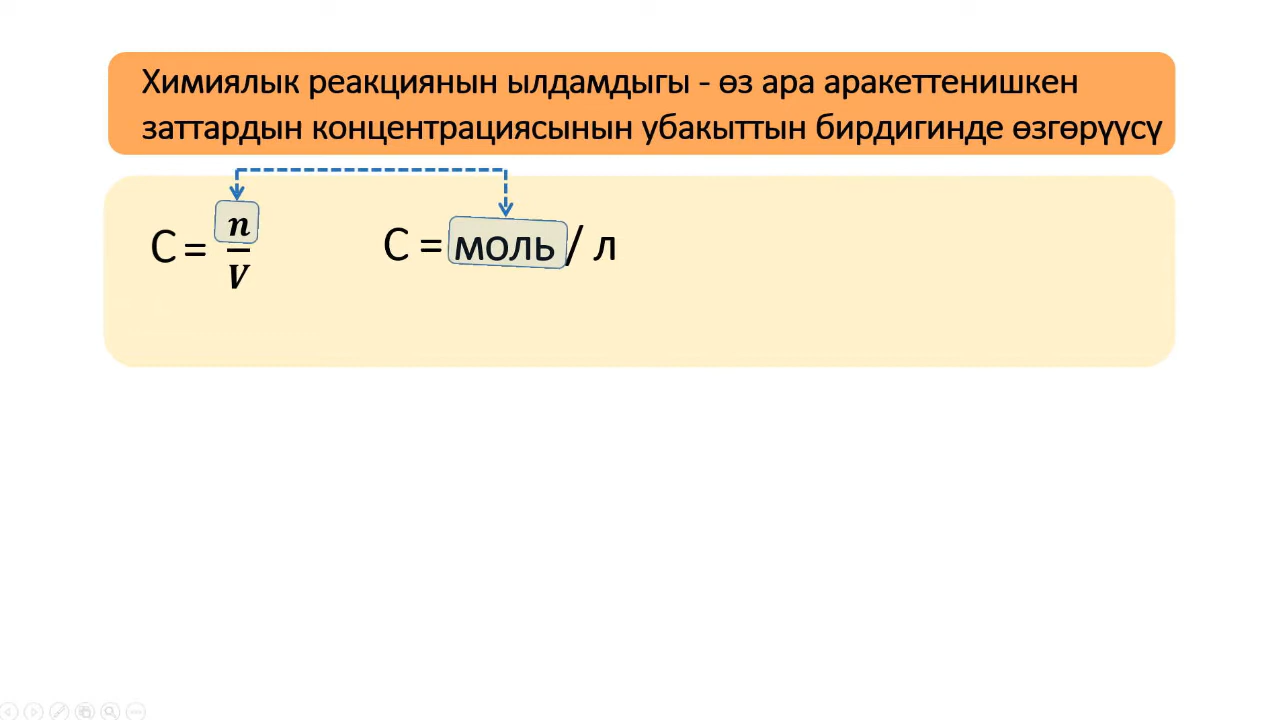 Химиялык реакциянын ылдамдыгы - өз ара аракеттенишкен
заттардын концентрациясынын убакыттын бирдигинде өзгөрүүсү
C = n/V
C = моль / л